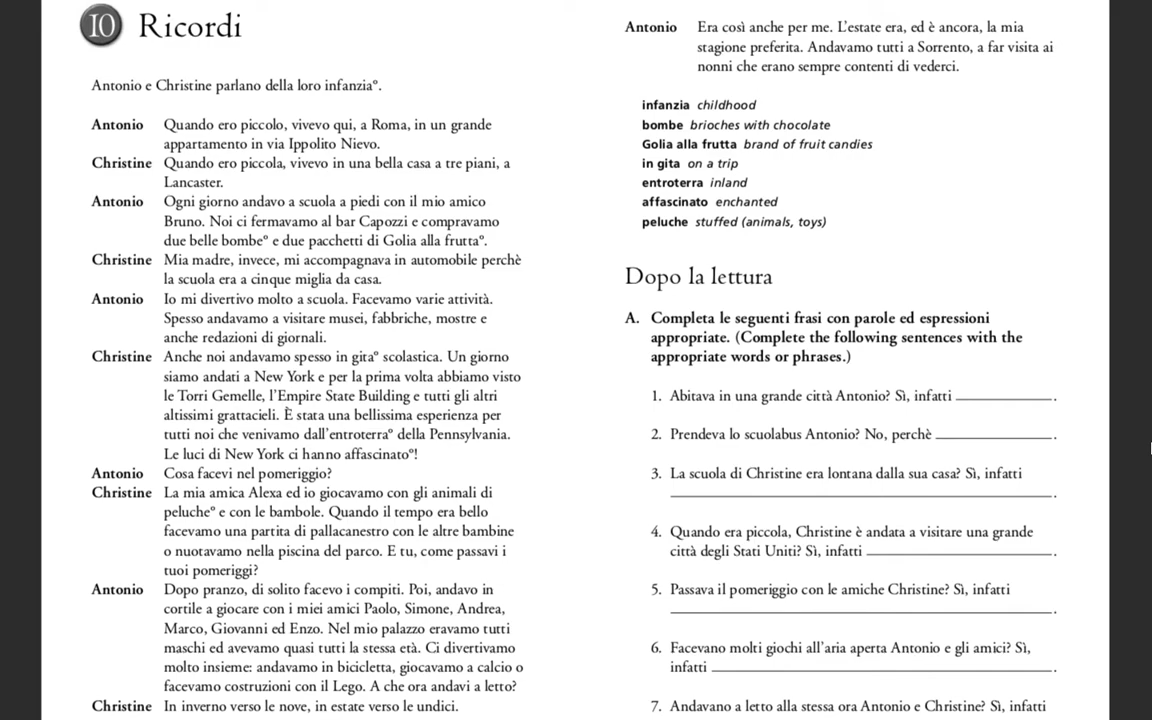 10 Ricordi
Antonio e Christine parlano della loro infanzia°.
Antonio Quando ero piccolo, vivevo qui, a Roma, in un grande
appartamento in via Ippolito Nievo.
Christine Quando ero piccola, vivevo in una bella casa a tre piani, a
Lancaster.
Antonio Ogni giorno andavo a scuola a piedi con il mio amico
Bruno. Noi ci fermavamo al bar Capozzi e compravamo
due belle bombe° e due pacchetti di Golia alla frutta°.
Christine Mia madre, invece, mi accompagnava in automobile perchè
la scuola era a cinque miglia da casa.
Antonio Io mi divertivo molto a scuola. Facevamo varie attività.
Spesso andavamo a visitare musei, fabbriche, mostre e
anche redazioni di giornali.
Christine Anche noi andavamo spesso in gita° scolastica. Un giorno
siamo andati a New York e per la prima volta abbiamo visto
le Torri Gemelle, l'Empire State Building e tutti gli altri
altissimi grattacieli. È stata una bellissima esperienza per
tutti noi che venivamo dall'entroterra° della Pennsylvania.
Le luci di New York ci hanno affascinato°!
Antonio Cosa facevi nel pomeriggio?
Christine La mia amica Alexa ed io giocavamo con gli animali di
peluche° e con le bambole. Quando il tempo era bello
facevamo una partita di pallacanestro con le altre bambine
o nuotavamo nella piscina del parco. E tu, come passavi i
tuoi pomeriggi?
Antonio Dopo pranzo, di solito facevo i compiti. Poi, andavo in
cortile a giocare con i miei amici Paolo, Simone, Andrea,
Marco, Giovanni ed Enzo. Nel mio palazzo eravamo tutti
maschi ed avevamo quasi tutti la stessa età. Ci divertivamo
molto insieme: andavamo in bicicletta, giocavamo a calcio o
facevamo costruzioni con il Lego. A che ora andavi a letto?
Christine In inverno verso le nove, in estate verso le undici.
Antonio Era così anche per me. L'estate era, ed è ancora, la mia
stagione preferita. Andavamo tutti a Sorrento, a far visita ai
nonni che erano sempre contenti di vederci.
infanzia childhood
bombe brioches with chocolate
Golia alla frutta brand of fruit candies
in gita on a trip
entroterra inland
affascinato enchanted
peluche stuffed (animals, toys)
Dopo la lettura
A. Completa le seguenti frasi con parole ed espressioni
appropriate. (Complete the following sentences with the
appropriate words or phrases.)
1. Abitava in una grande città Antonio? Sì, infatti ____________.
2. Prendeva lo scuolabus Antonio? No, perchè ____________.
3. La scuola di Christine era lontana dalla sua casa? Sì, infatti
____________.
4. Quando era piccola, Christine è andata a visitare una grande
città degli Stati Uniti? Sì, infatti ____________.
5. Passava il pomeriggio con le amiche Christine? Sì, infatti
____________.
6. Facevano molti giochi all'aria aperta Antonio e gli amici? Sì,
infatti ____________.
7. Andavano a letto alla stessa ora Antonio e Christine? Sì, infatti